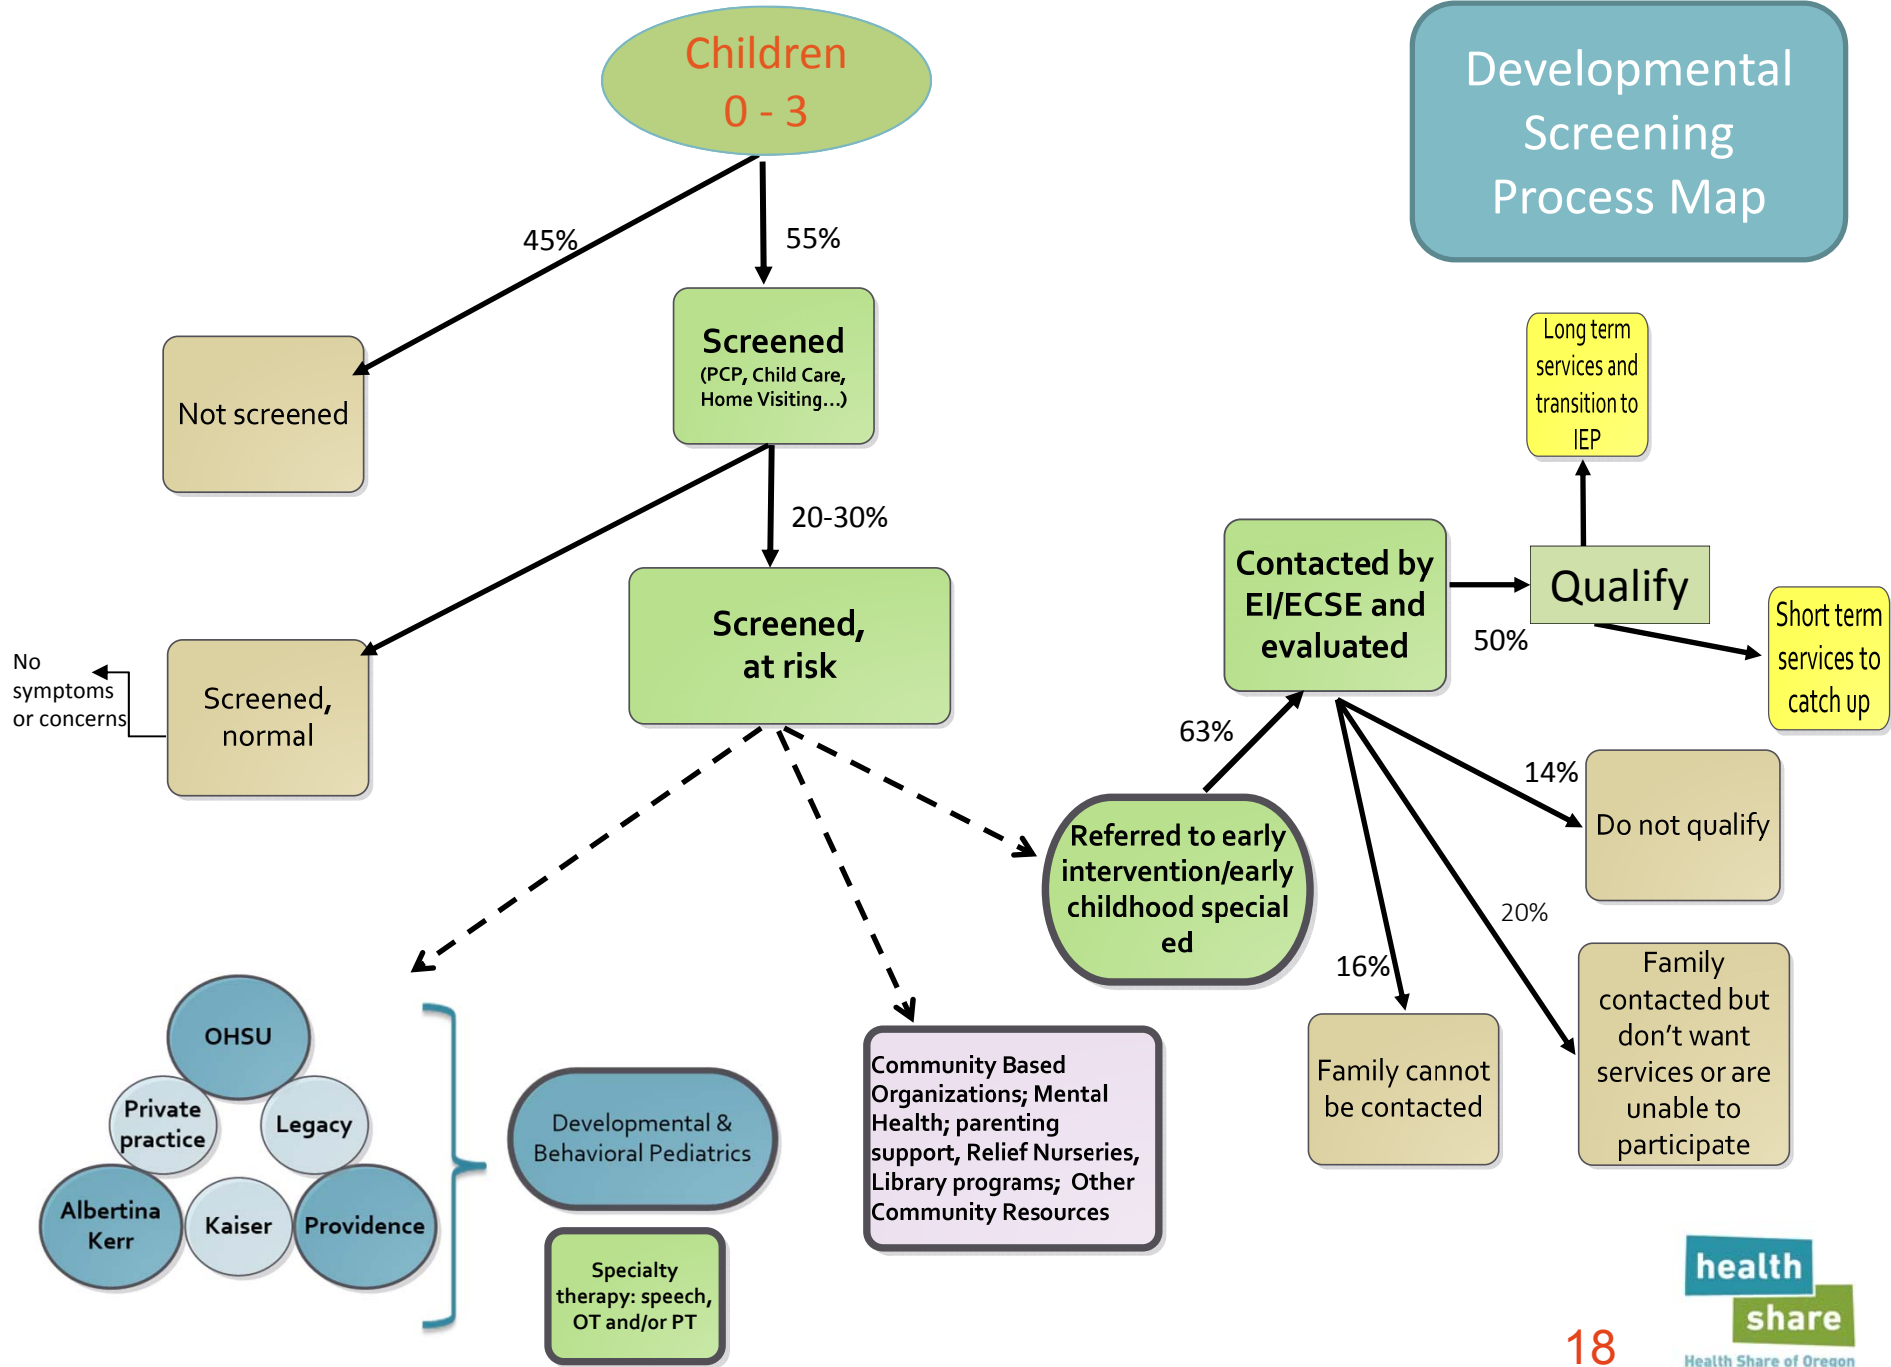 Children
0 - 3
Developmental
Screening
Process Map
45%
55%
Screened
(PCP, Child Care,
Home Visiting...)
Not screened
Long term
services and
transition to
IEP
20-30%
Contacted by
EI/ECSE and
evaluated
Qualify
50%
Short term
services to
catch up
Screened,
at risk
No
symptoms
or concerns
Screened,
normal
63%
14%
Do not qualify
Referred to early
intervention/early
childhood special
ed
20%
16%
Family
contacted but
don't want
services or are
unable to
participate
Family cannot
be contacted
OHSU
Private
practice
Legacy
Albertina
Kerr
Kaiser
Providence
Developmental &
Behavioral Pediatrics
Specialty
therapy: speech,
OT and/or PT
Community Based
Organizations; Mental
Health; parenting
support, Relief Nurseries,
Library programs; Other
Community Resources
health
share
Health Share of Oregon
18